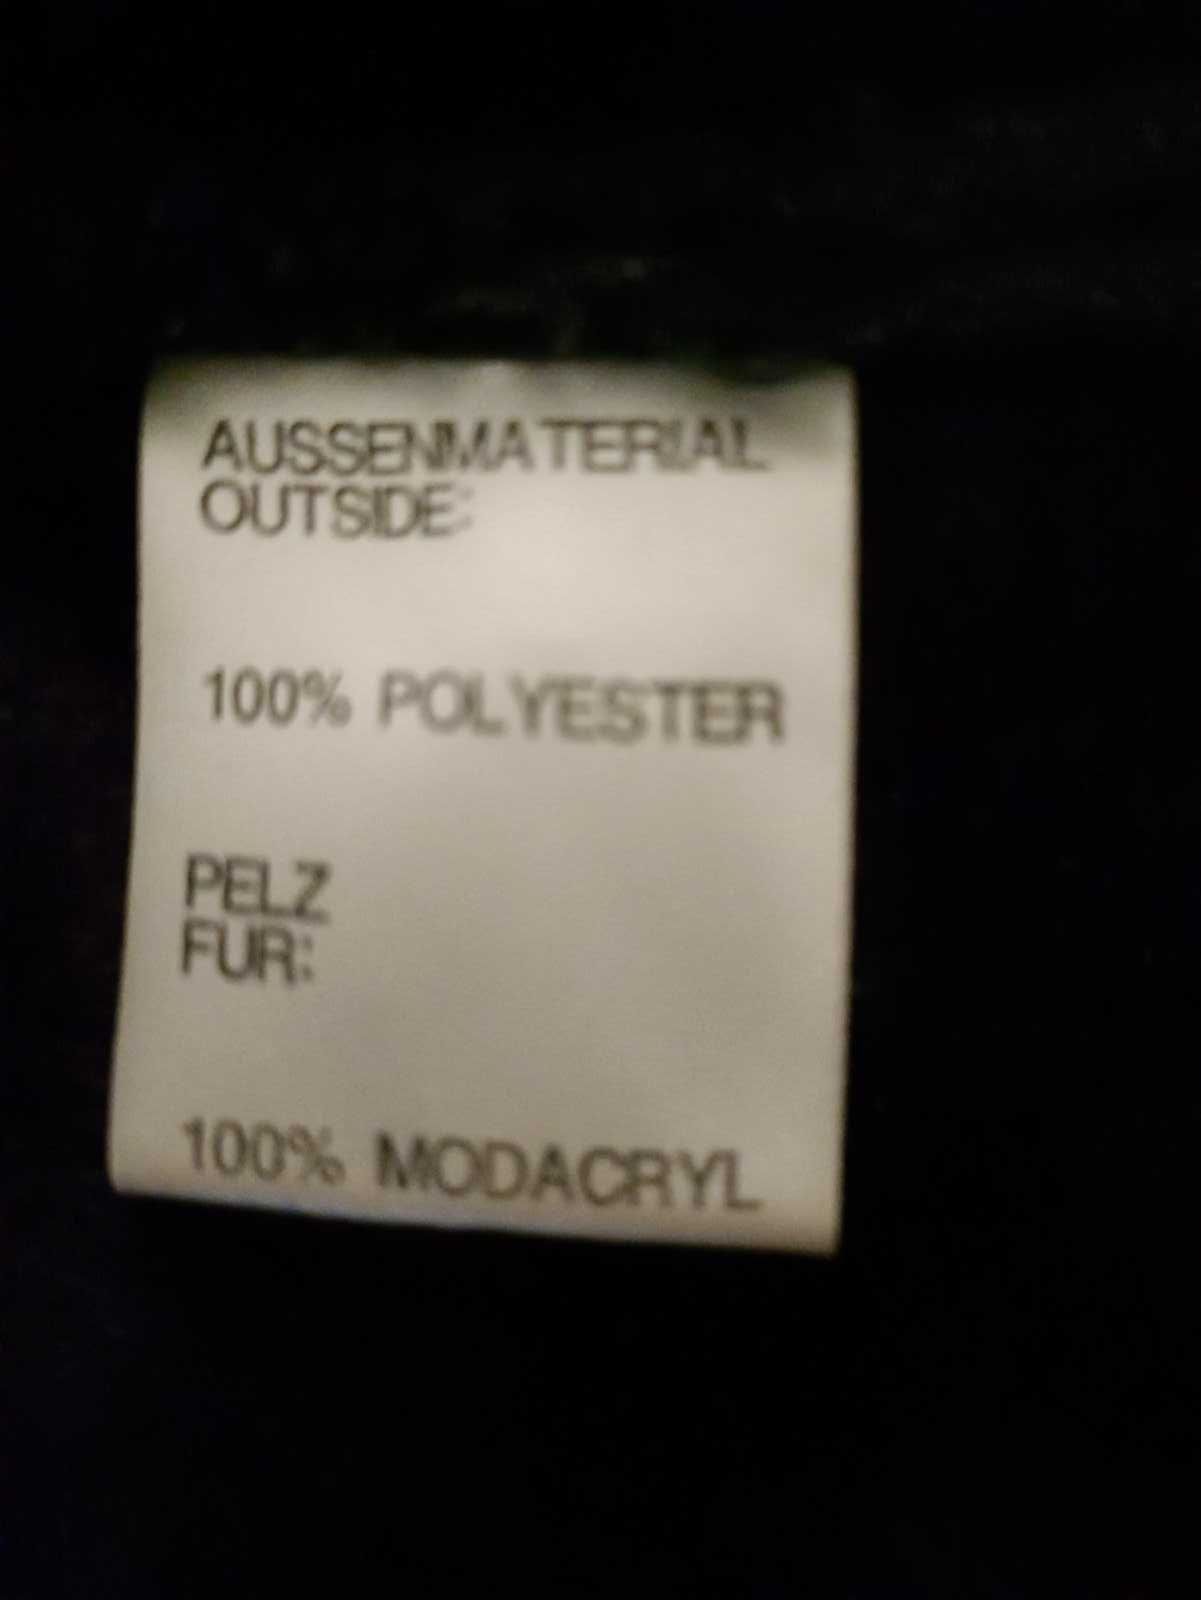 AUSSENMATERIAL
OUTSIDE:
100% POLYESTER
PELZ
FUR:
100% MODACRYL